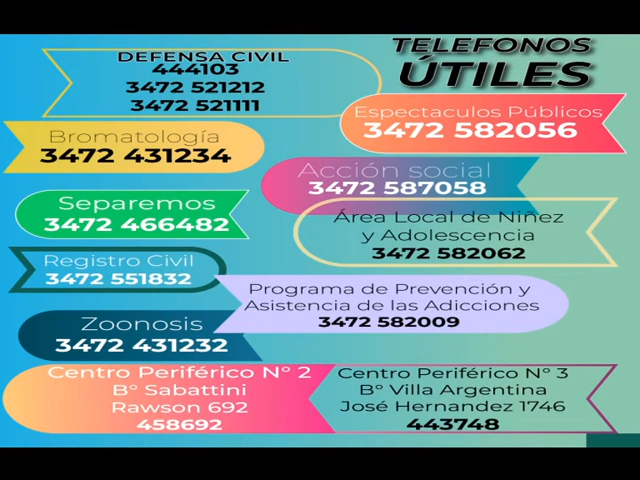 TELEFONOS
ÚTILES
DEFENSA CIVIL
444103
3472 521212
3472 521111
Espectaculos Públicos
3472 582056
Bromatología
3472 431234
Acción social
3472 587058
Separemos
3472 466482
Área Local de Niñez
y Adolescencia
3472 582062
Registro Civil
3472 551832
Programa de Prevención y
Asistencia de las Adicciones
3472 582009
Zoonosis
3472 431232
Centro Periférico N° 2
B° Sabattini
Rawson 692
458692
Centro Periférico N° 3
B° Villa Argentina
José Hernandez 1746
443748